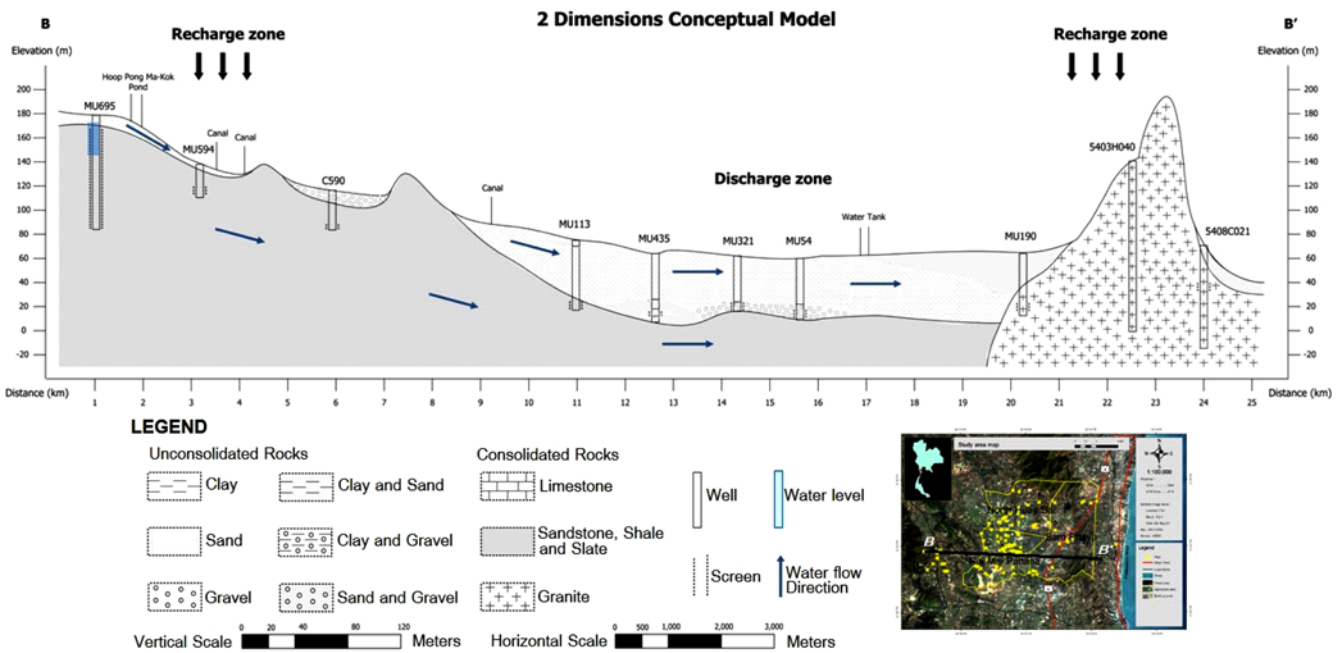 2 Dimensions Conceptual Model
B
B'
Recharge zone
Recharge zone
Elevation (m)
Elevation (m)
Hoop Pong Ma-Kok
Pond
MU695
MU594
Canal
Canal
CS90
Canal
MU113
MU435
Discharge zone
MU321
MU54
Water Tank
MU190
5403H040
5408C021
200
180
160
140
120
100
80
60
40
20
0
-20
200
180
160
140
120
100
80
60
40
20
0
-20
Distance (km)
1 2 3 4 5 6 7 8 9 10 11 12 13 14 15 16 17 18 19 20 21 22 23 24 25
Distance (km)
LEGEND
Unconsolidated Rocks
Consolidated Rocks
Clay
Clay and Sand
Limestone
Well
Water level
Sand
Clay and Gravel
Sandstone, Shale
and Slate
Gravel
Sand and Gravel
Granite
Screen
Water flow
Direction
Vertical Scale
0 20 40 80 120
Meters
Horizontal Scale
0 500 1,000 2,000 3,000
Meters
Study area map
1:100,000
B
B'
Legend